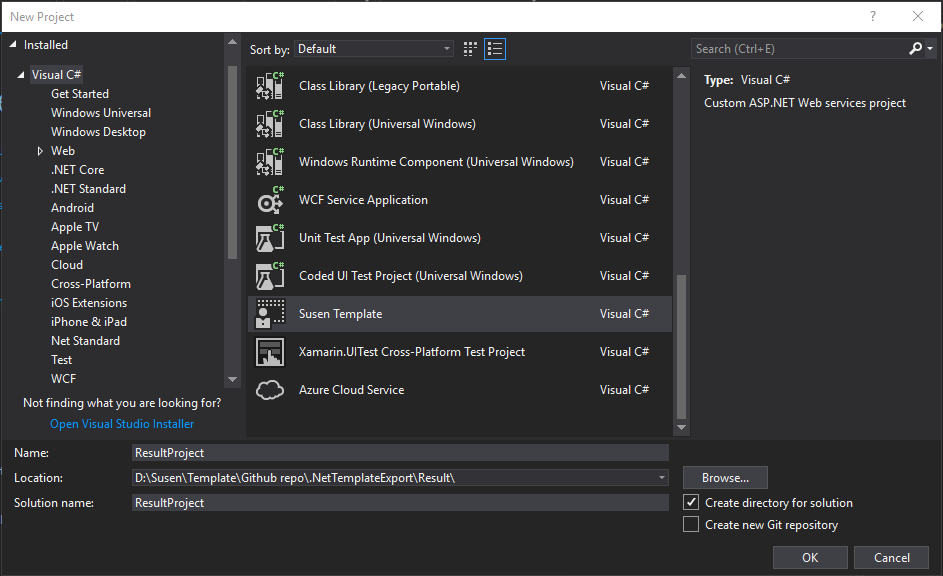 New Project
?
Installed
Visual C#
Get Started
Windows Universal
Windows Desktop
Web
.NET Core
.NET Standard
Android
Apple TV
Apple Watch
Cloud
Cross-Platform
iOS Extensions
iPhone & iPad
Net Standard
Test
WCF
Not finding what you are looking for?
Open Visual Studio Installer
Sort by: Default
C# Class Library (Legacy Portable) Visual C#
C# Class Library (Universal Windows) Visual C#
C# Windows Runtime Component (Universal Windows) Visual C#
C# WCF Service Application Visual C#
C# Unit Test App (Universal Windows) Visual C#
C# Coded UI Test Project (Universal Windows) Visual C#
Susen Template Visual C#
Xamarin.UITest Cross-Platform Test Project Visual C#
Azure Cloud Service Visual C#
Search (Ctrl+E)
Type: Visual C#
Custom ASP.NET Web services project
Name: ResultProject
Location: D:\Susen\Template\Github repo\.NetTemplateExport\Result\
Browse...
Solution name: ResultProject
Create directory for solution
Create new Git repository
OK Cancel